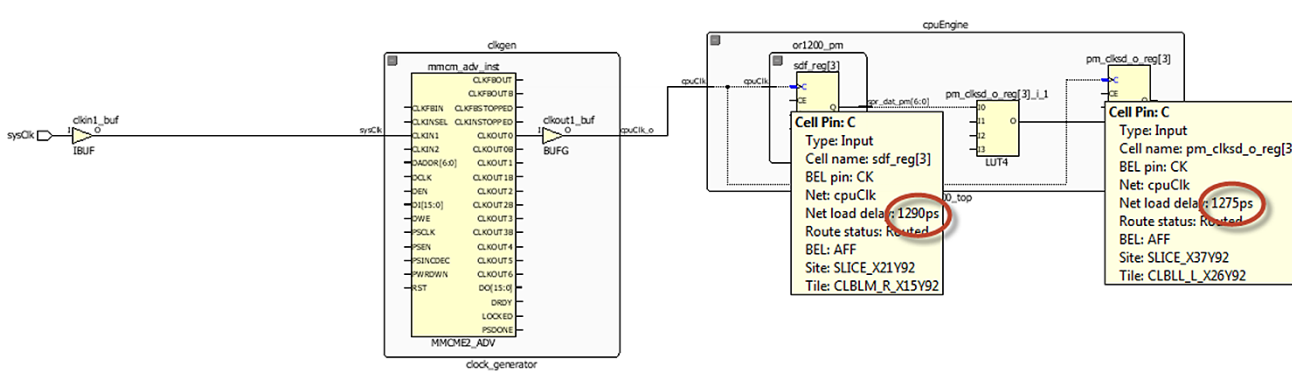 cpuEngine
clkgen
or1200_pm
mmcm_adv_inst
sdf_reg[3]
pm_clksd_o_reg[3]
CLKFBOUT
CLKFBOUTB
cpuClk
cpuClk
C
C
CE
CE
CLKFBIN
CLKFBSTOPPED
pm_clksd_o_reg[3]_i_1
Q
spr_dat_pm[6:0]
I0
clkin1_buf
CLKINSEL
CLKINSTOPPED
clkout1_buf
I1
O
I2
I3
LUT4
sysClk
I
O
IBUF
sysClk
CLKIN1
CLKOUT0
I
O
BUFG
cpuClk_o
CLKIN2
CLKOUT0B
DADDR[6:0]
CLKOUT1
DCLK
CLKOUT1B
DEN
CLKOUT2
DI[15:0]
CLKOUT2B
DWE
CLKOUT3
PSCLK
CLKOUT3B
PSEN
CLKOUT4
PSINCDEC
CLKOUT5
PWRDWN
CLKOUT6
RST
DO[15:0]
DRDY
LOCKED
PSDONE
MMCME2_ADV
clock_generator
Cell Pin: C
Type: Input
Cell name: sdf_reg[3]
BEL pin: CK
Net: cpuClk
Net load delay: 1290ps
Route status: Routed
BEL: AFF
Site: SLICE_X21Y92
Tile: CLBLM_R_X15Y92
0_top
Cell Pin: C
Type: Input
Cell name: pm_clksd_o_reg[3
BEL pin: CK
Net: cpuClk
Net load delay: 1275ps
Route status: Routed
BEL: AFF
Site: SLICE_X37Y92
Tile: CLBLL_L_X26Y92